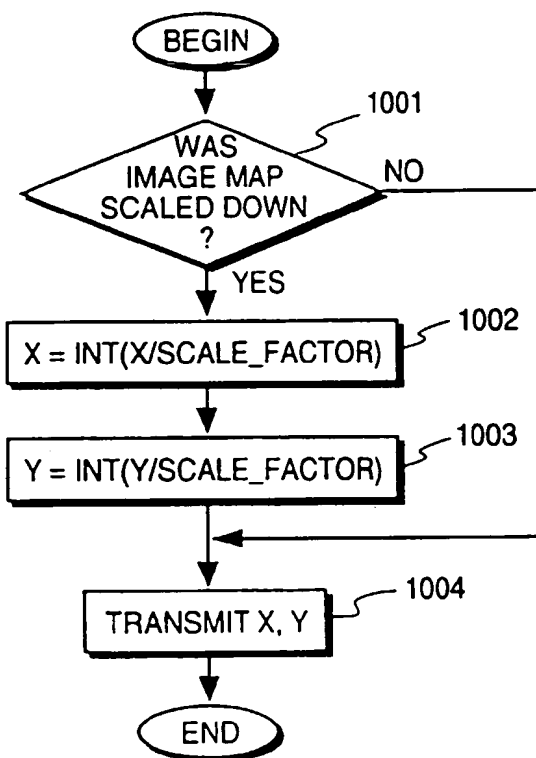 BEGIN
1001
WAS
IMAGE MAP
SCALED DOWN
?
NO
YES
1002
X = INT(X/SCALE_FACTOR)
1003
Y = INT(Y/SCALE_FACTOR)
1004
TRANSMIT X, Y
END